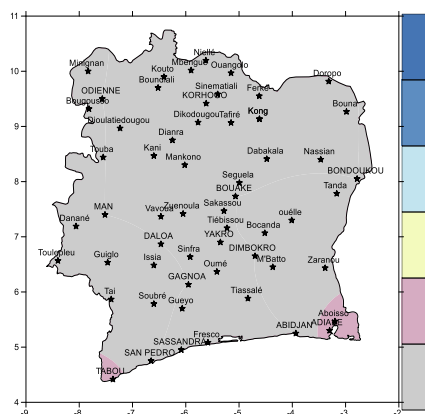 11
10
9
8
7
6
5
4
-9
-8
-7
-6
-5
-4
-3
-2
Niellé
Mbengué
Ouangolo
Minignan
Kouto
Doropo
Boundiali
Sinematiali
ODIENNE
KORHOGO
Ferké
Bougousso
Bouna
Dikodougou
Tafiré
Kong
Dioulatiedougou
Dianra
Touba
Kani
Mankono
Dabakala
Nassian
BONDOUKOU
Seguela
BOUAKE
Tanda
MAN
Vavoua
Zuenoula
Sakassou
ouélle
Danané
Tiébissou
Bocanda
DALOA
YAKRO
DIMBOKRO
Toulepleu
Guiglo
Issia
Sinfra
Oumé
M'Batto
Zaranou
GAGNOA
Tai
Soubré
Gueyo
Tiassalé
Aboisso
ADIAKE
ABIDJAN
Fresco
SASSANDRA
SAN PEDRO
TABOU